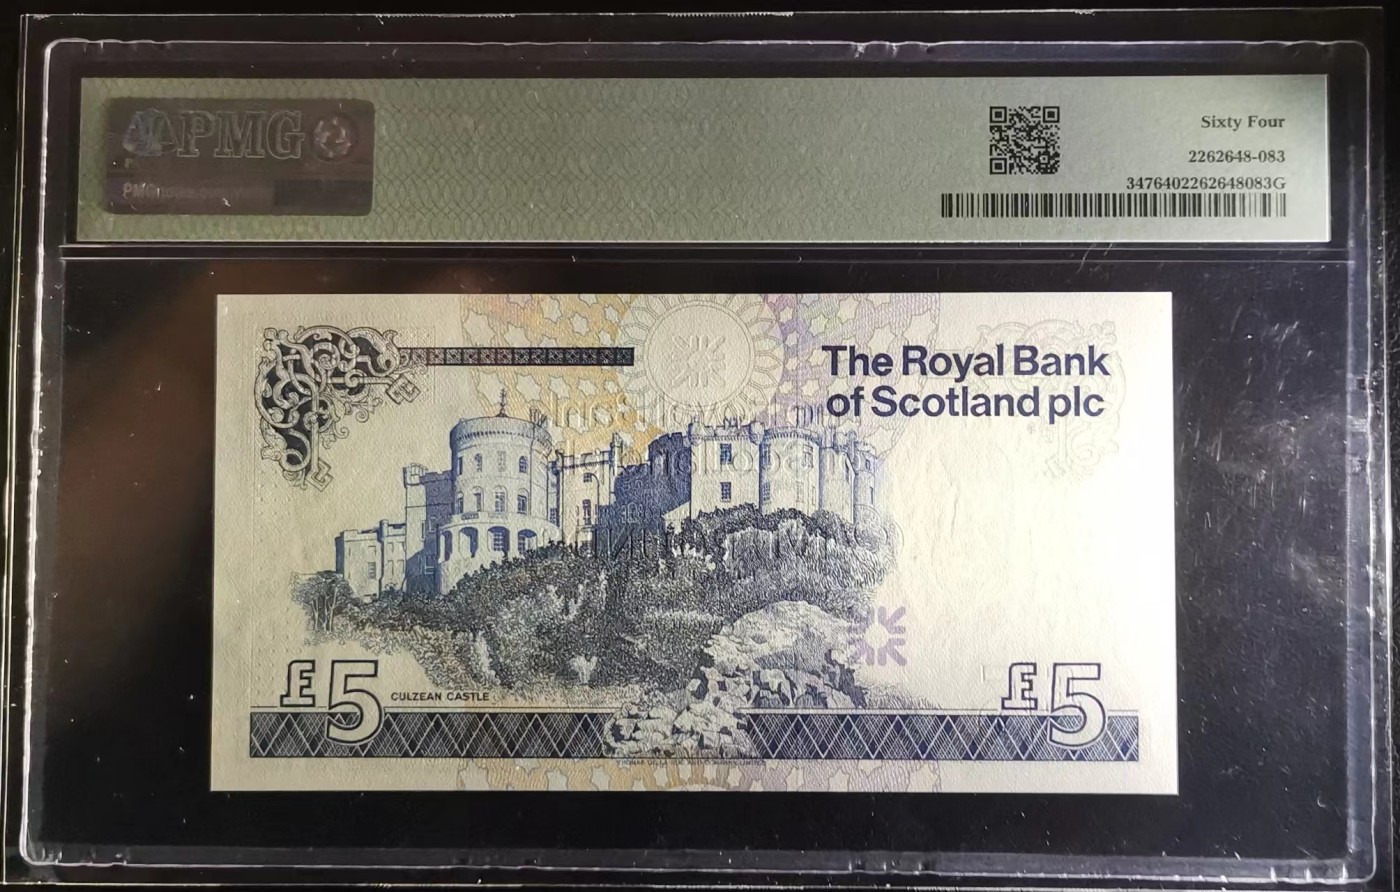 PMG
Sixty Four
2262648-083
3476402262648083G
The Royal Bank
of Scotland plc
£5
CULZEAN CASTLE
£5